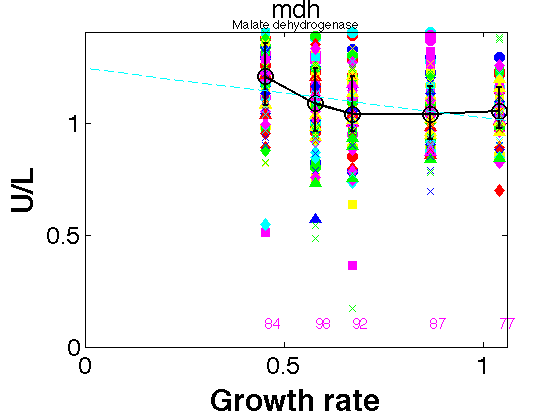 mdh
Malate dehydrogenase
U/L
1
0.5
0
84 98 92 87 77
0 0.5 1
Growth rate